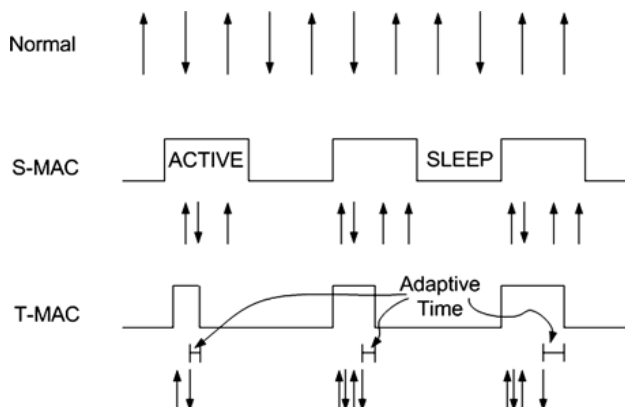 Normal
S-MAC
ACTIVE
SLEEP
T-MAC
Adaptive
Time